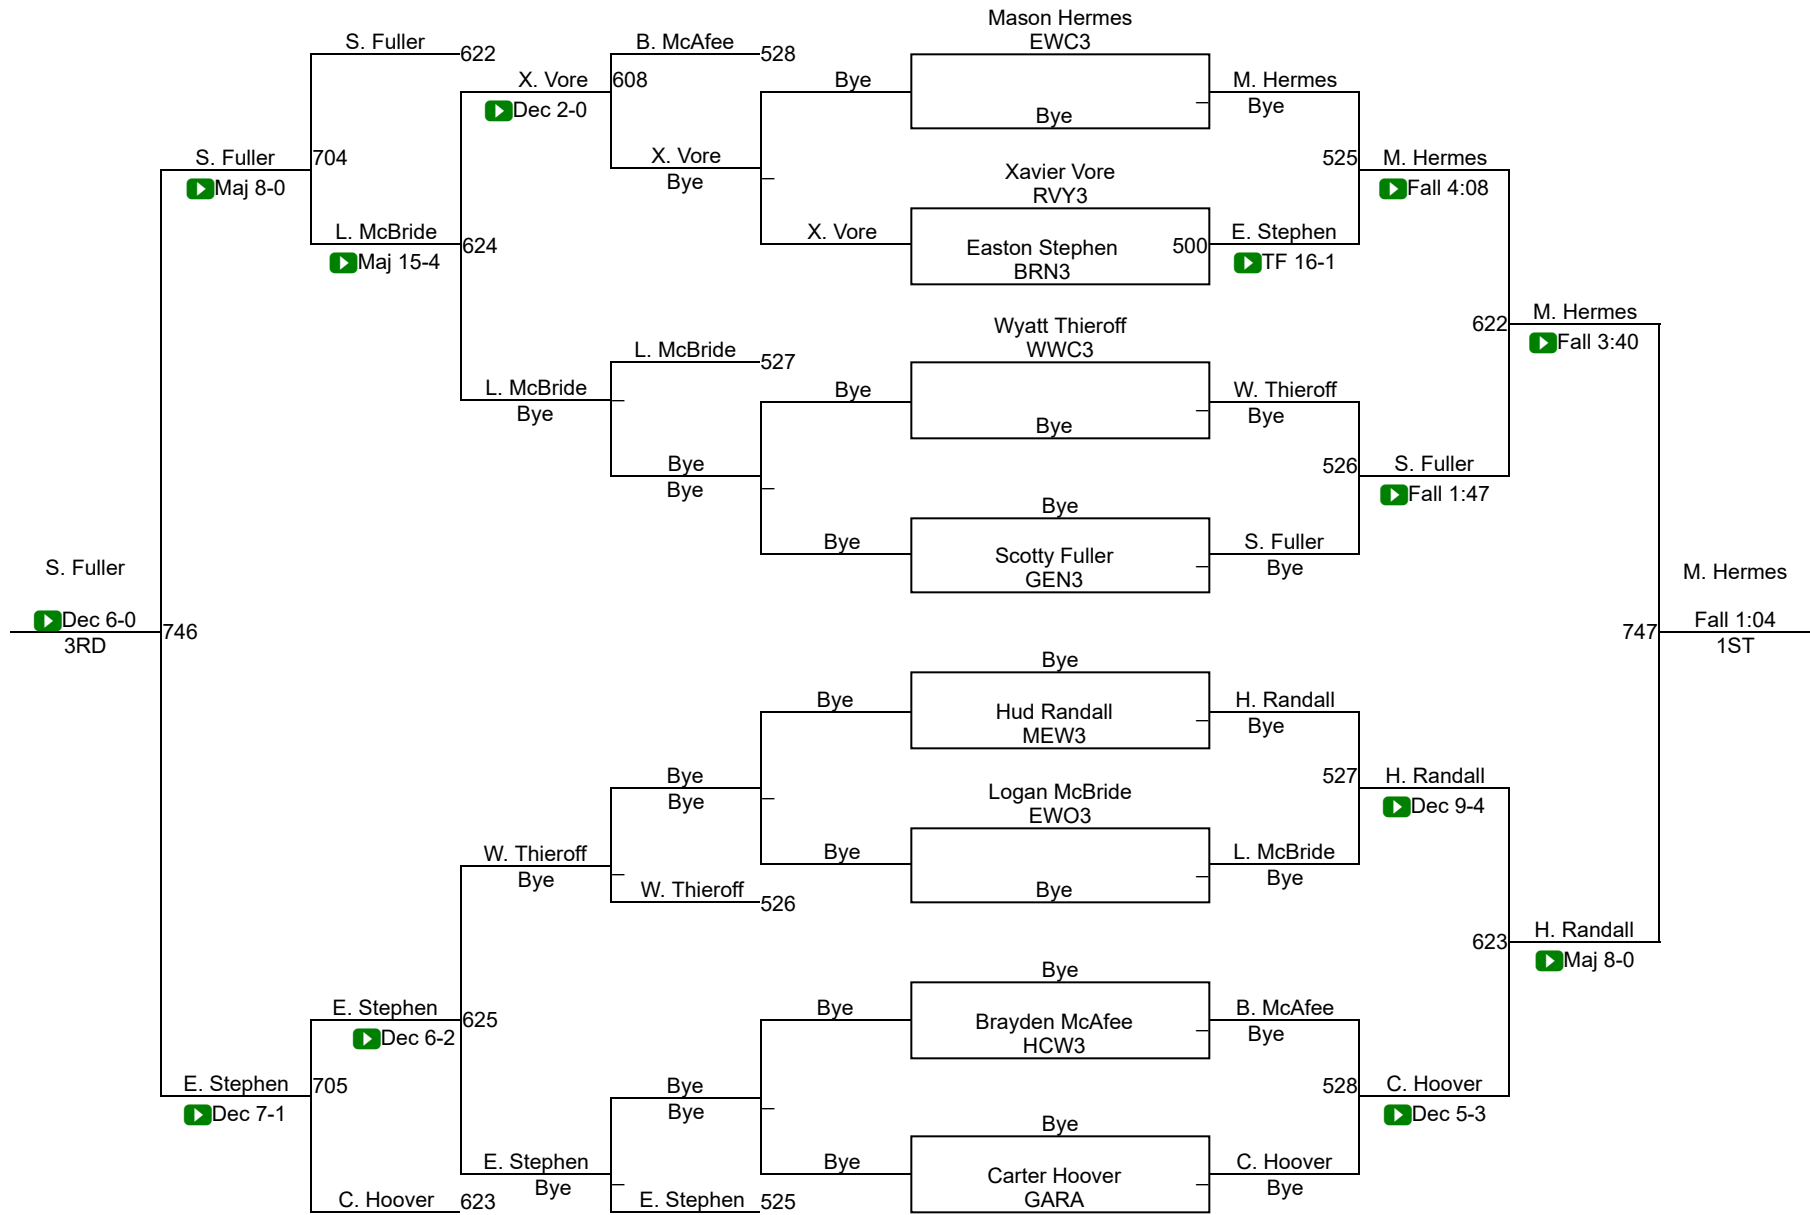 Mason Hermes
EWC3
Bye
Xavier Vore
RVY3
Easton Stephen
BRN3
500
Wyatt Thieroff
WWC3
Bye
Bye
Scotty Fuller
GEN3
Bye
Hud Randall
MEW3
Logan McBride
EWO3
Bye
Bye
Brayden McAfee
HCW3
Bye
Carter Hoover
GARA
M. Hermes
Bye
E. Stephen
TF 16-1
W. Thieroff
Bye
S. Fuller
Bye
H. Randall
Bye
L. McBride
Bye
B. McAfee
Bye
C. Hoover
Bye
525
M. Hermes
Fall 4:08
526
S. Fuller
Fall 1:47
527
H. Randall
Dec 9-4
528
C. Hoover
Dec 5-3
622
M. Hermes
Fall 3:40
623
H. Randall
Maj 8-0
747
M. Hermes
Fall 1:04
1ST
Bye
X. Vore
Bye
Bye
Bye
Bye
Bye
Bye
B. McAfee
528
X. Vore
Bye
L. McBride
527
Bye
Bye
Bye
Bye
W. Thieroff
526
Bye
Bye
E. Stephen
525
X. Vore
608
Dec 2-0
L. McBride
Bye
W. Thieroff
Bye
E. Stephen
Bye
S. Fuller
622
L. McBride
624
Maj 15-4
E. Stephen
625
Dec 6-2
C. Hoover
623
S. Fuller
704
Maj 8-0
E. Stephen
705
Dec 7-1
S. Fuller
Dec 6-0
746
3RD